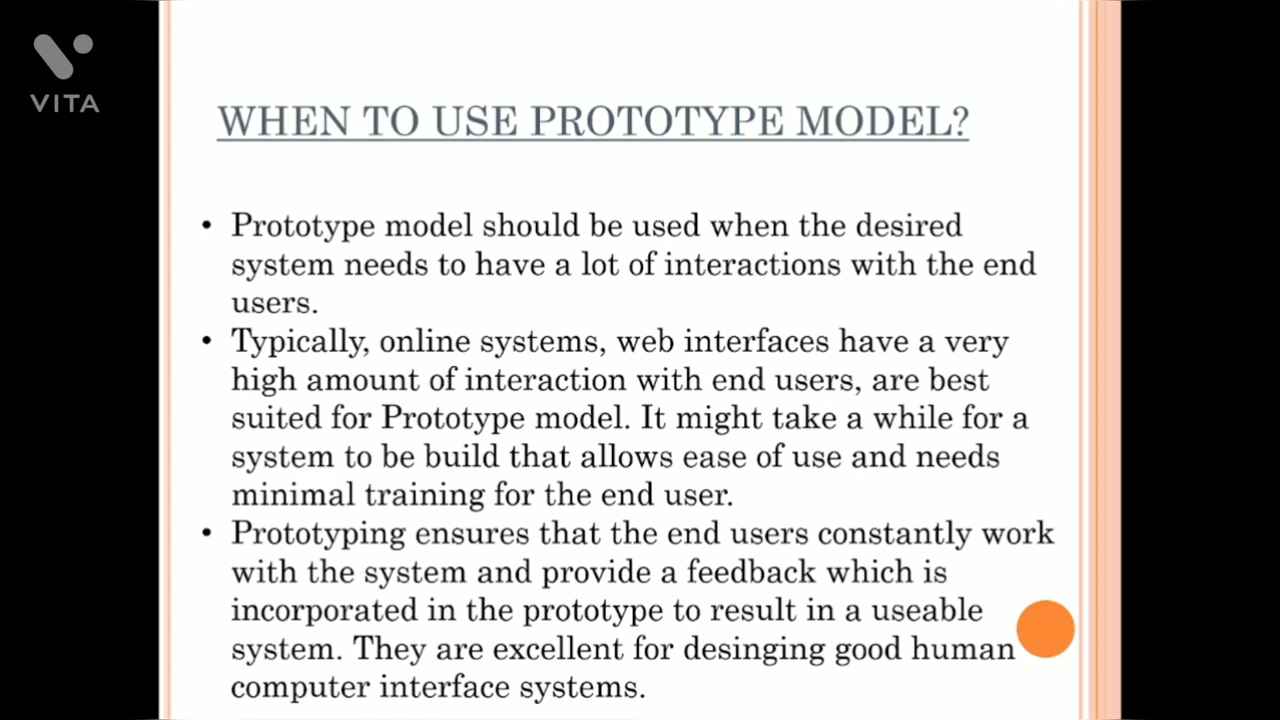 VITA
WHEN TO USE PROTOTYPE MODEL?
• Prototype model should be used when the desired
system needs to have a lot of interactions with the end
users.
• Typically, online systems, web interfaces have a very
high amount of interaction with end users, are best
suited for Prototype model. It might take a while for a
system to be build that allows ease of use and needs
minimal training for the end user.
• Prototyping ensures that the end users constantly work
with the system and provide a feedback which is
incorporated in the prototype to result in a useable
system. They are excellent for desinging good human
computer interface systems.